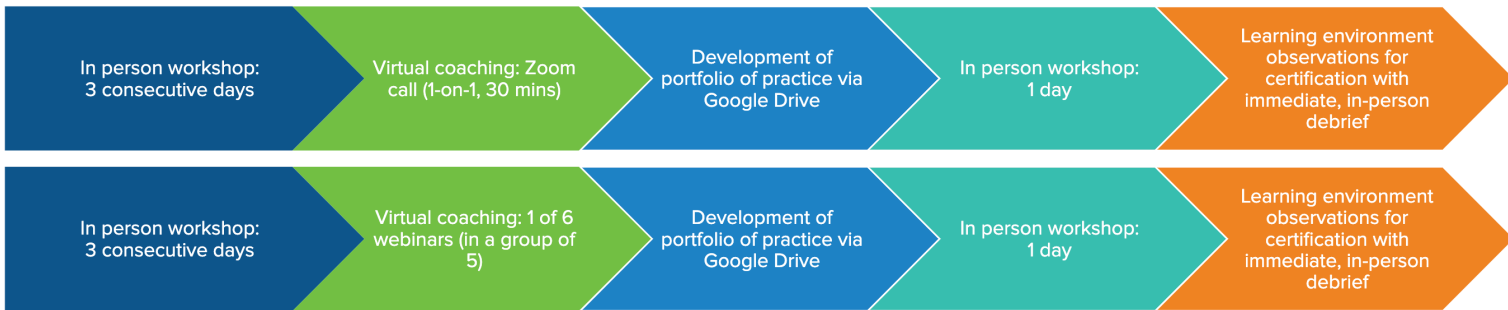 In person workshop:
3 consecutive days
Virtual coaching: Zoom
call (1-on-1, 30 mins)
Development of
portfolio of practice via
Google Drive
In person workshop:
1 day
Learning environment
observations for
certification with
immediate, in-person
debrief
In person workshop:
3 consecutive days
Virtual coaching: 1 of 6
webinars (in a group of
5)
Development of
portfolio of practice via
Google Drive
In person workshop:
1 day
Learning environment
observations for
certification with
immediate, in-person
debrief